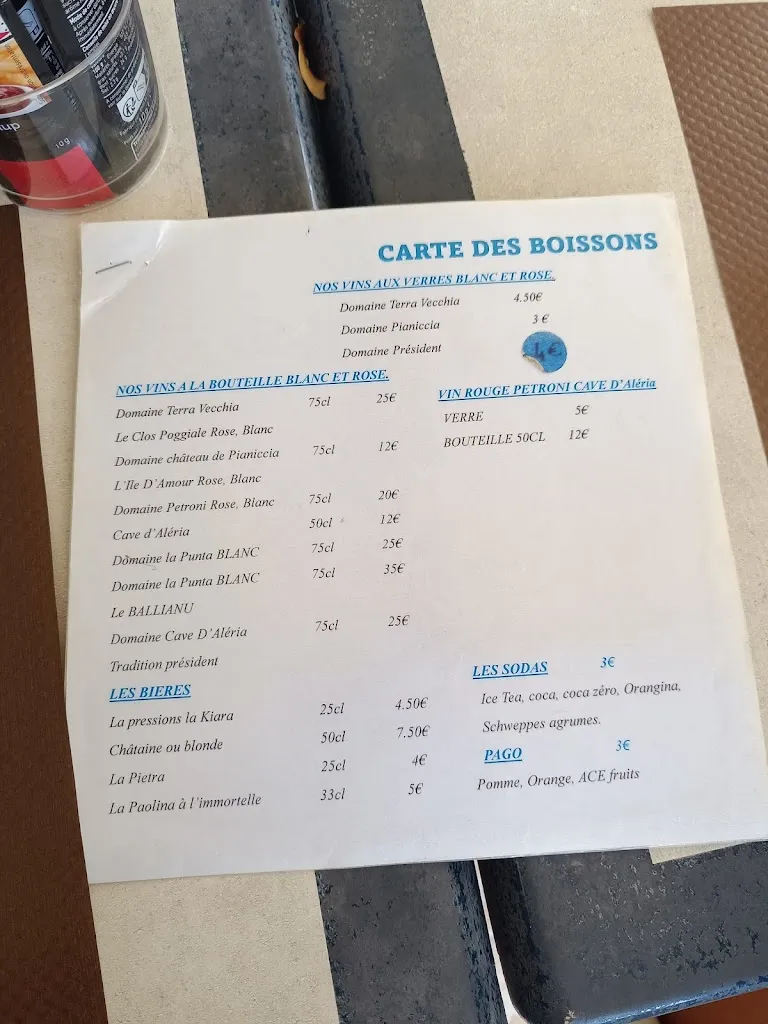 up
10g
CARTE DES BOISSONS
NOS VINS AUX VERRES BLANC ET ROSE.
Domaine Terra Vecchia 4.50€
Domaine Pianiccia 3 €
Domaine Président 4€
NOS VINS A LA BOUTEILLE BLANC ET ROSE.
Domaine Terra Vecchia 75cl 25€
Le Clos Poggiale Rose, Blanc
Domaine château de Pianiccia 75cl 12€
L'Ile D'Amour Rose, Blanc
Domaine Petroni Rose, Blanc 75cl 20€
Cave d'Aléria 50cl 12€
Dômaine la Punta BLANC 75cl 25€
Domaine la Punta BLANC 75cl 35€
Le BALLIANU
Domaine Cave D'Aléria 75cl 25€
Tradition président
VIN ROUGE PETRONI CAVE D'Aléria
VERRE 5€
BOUTEILLE 50CL 12€
LES BIERES
La pressions la Kiara 25cl 4.50€
Châtaine ou blonde 50cl 7.50€
La Pietra 25cl 4€
La Paolina à l'immortelle 33cl 5€
LES SODAS 3€
Ice Tea, coca, coca zéro, Orangina,
Schweppes agrumes.
PAGO 3€
Pomme, Orange, ACE fruits